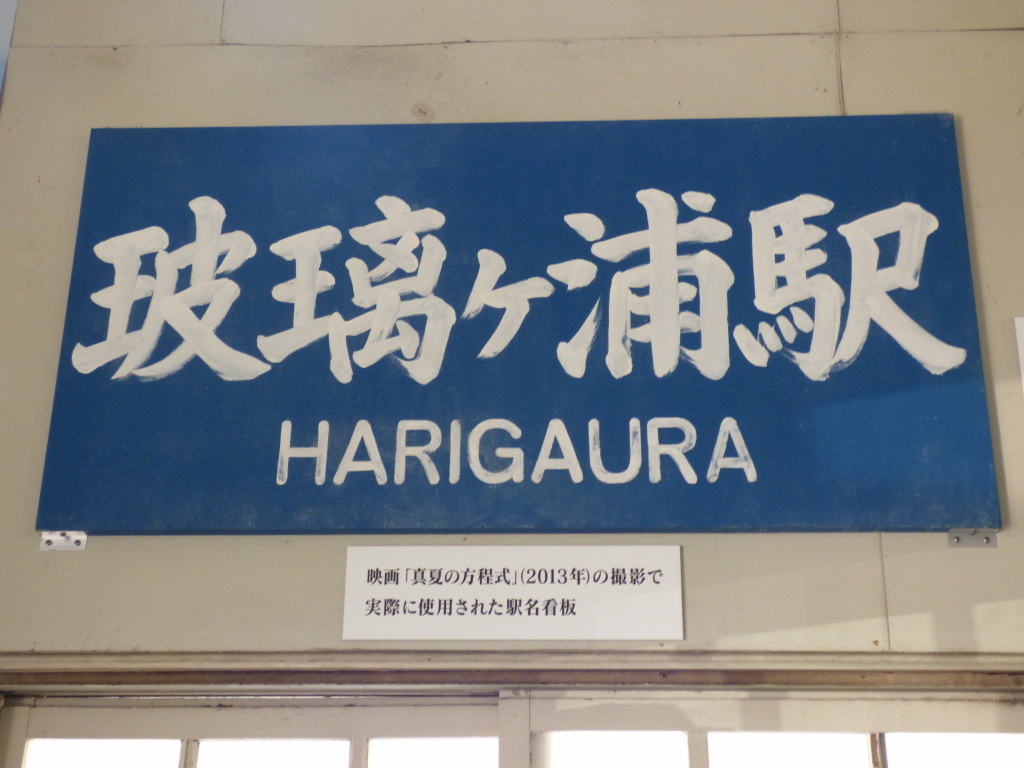 玻璃ヶ浦駅
HARIGAURA
映画「真夏の方程式」(2013年)の撮影で
実際に使用された駅名看板